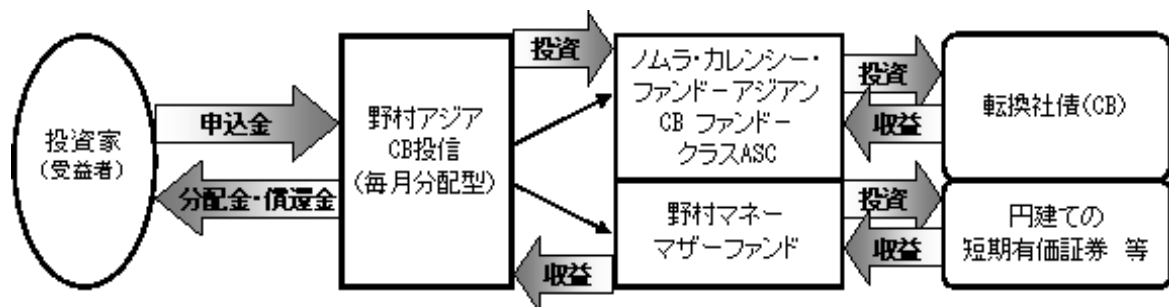 投資家
(受益者)
申込金
分配金・償還金
野村アジア
CB投信
(毎月分配型)
投資
収益
ノムラ・カレンシー・
ファンド－アジアン
CB ファンド－
クラスASC
野村マネー
マザーファンド
投資
収益
投資
収益
転換社債(CB)
円建ての
短期有価証券 等